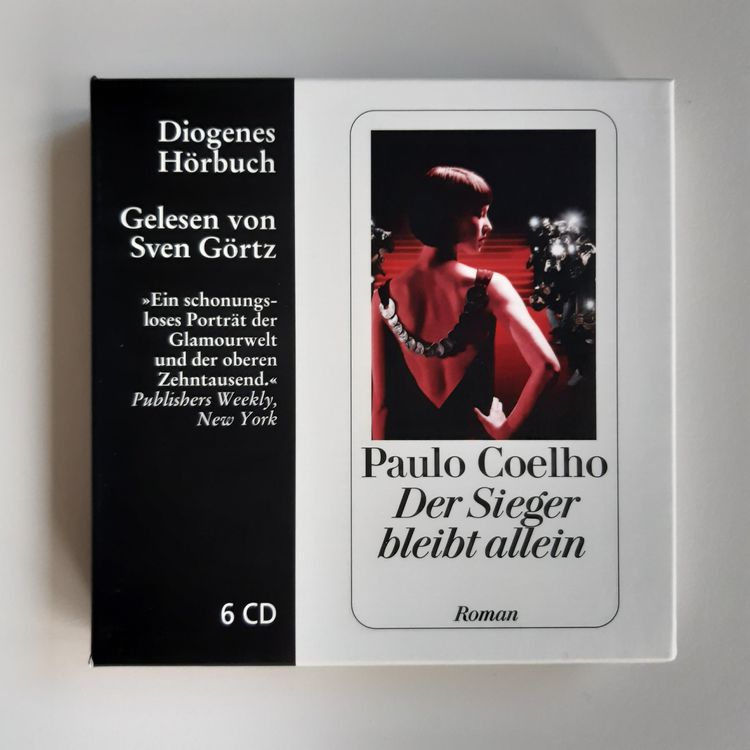 Diogenes
Hörbuch
Gelesen von
Sven Görtz
»Ein schonungs-
loses Porträt der
Glamourwelt
und der oberen
Zehntausend.«
Publishers Weekly,
New York
6 CD
Paulo Coelho
Der Sieger
bleibt allein
Roman